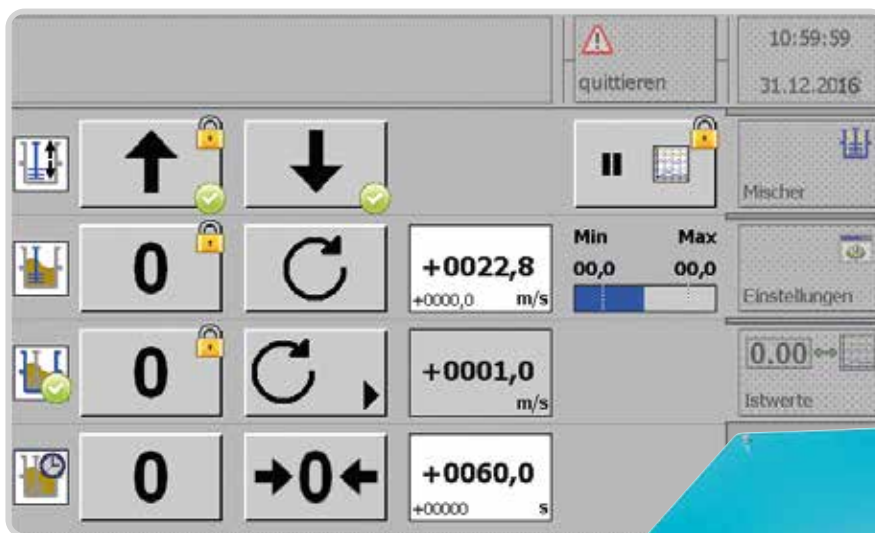 10:59:59
quittieren
31.12.2016
Mischer
0
+0022,8
+0000,0 m/s
Min Max
00,0 00,0
Einstellungen
0
+0001,0
m/s
0.00
Istwerte
0
0
+0060,0
+00000 s